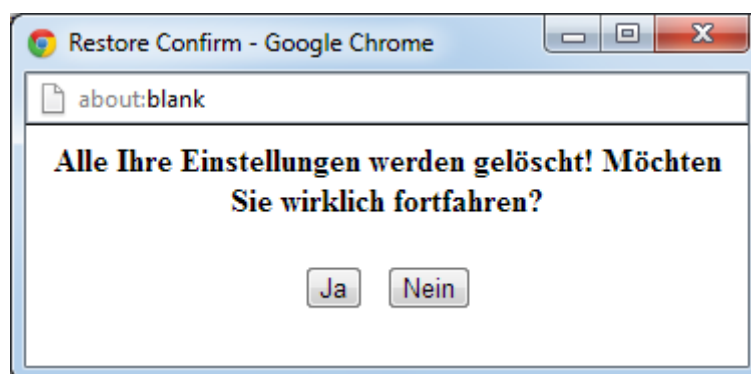 Restore Confirm - Google Chrome
about:blank
Alle Ihre Einstellungen werden gelöscht! Möchten
Sie wirklich fortfahren?
Ja Nein